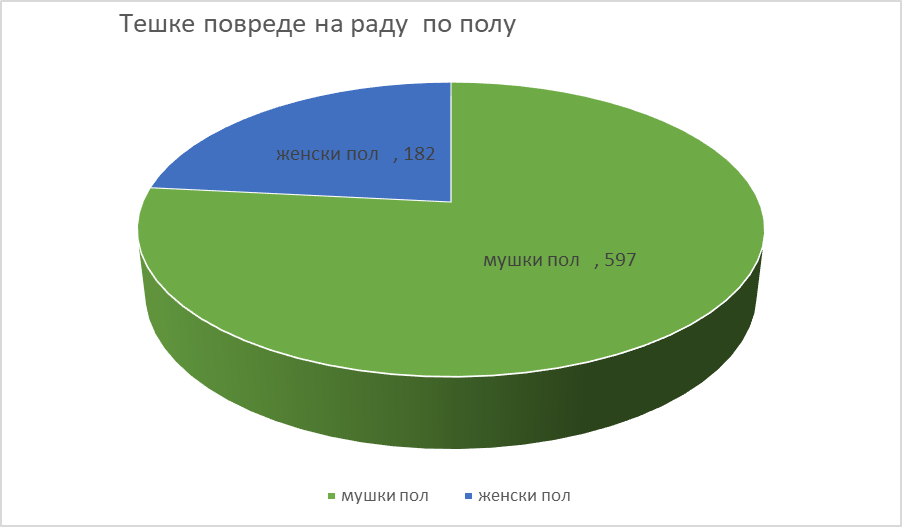 Тешке повреде на раду по полу
женски пол , 182
мушки пол , 597
мушки пол
женски пол